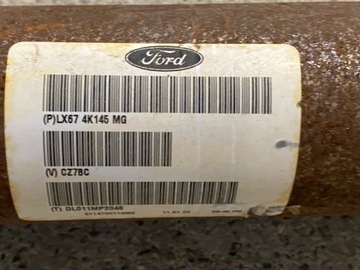 Ford
(P)LX67 4K145 MG
(V) CZ7BC
(T) DL011MP2048